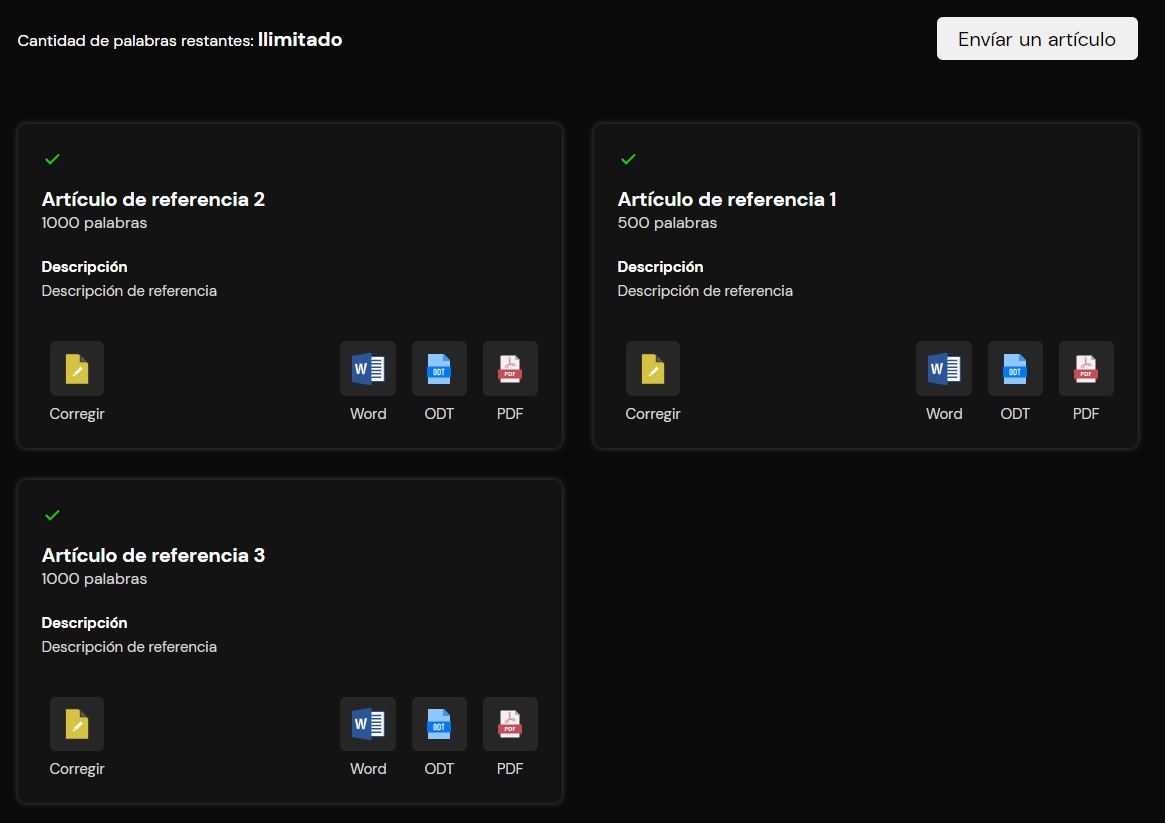 Cantidad de palabras restantes: Ilimitado
Envíar un artículo
Artículo de referencia 2
1000 palabras
Descripción
Descripción de referencia
Corregir
W
Word
ODT
ODT
PDF
PDF
Artículo de referencia 1
500 palabras
Descripción
Descripción de referencia
Corregir
W
Word
ODT
ODT
PDF
PDF
Artículo de referencia 3
1000 palabras
Descripción
Descripción de referencia
Corregir
W
Word
ODT
ODT
PDF
PDF